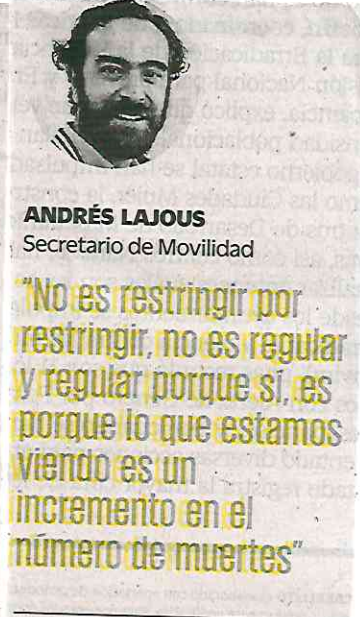 ANDRÉS LAJOUS
Secretario de Movilidad
"No es restringir por
restringir, no es regular
y regular porque sí, es
porque lo que estamos
viendo es un
incremento en el
número de muertes"